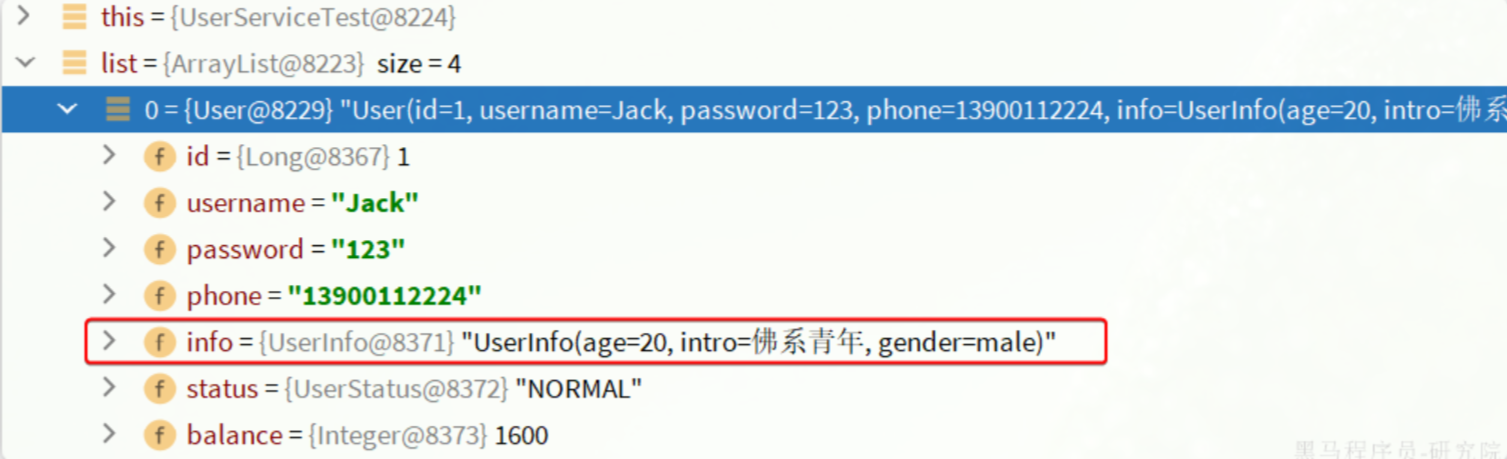 this = {UserServiceTest@8224}
list = {ArrayList@8223} size = 4
0 = {User@8229} "User(id=1, username=Jack, password=123, phone=13900112224, info=UserInfo(age=20, intro=佛系
f id = {Long@8367} 1
f username = "Jack"
f password = "123"
f phone = "13900112224"
f info = {UserInfo@8371} "UserInfo(age=20, intro=佛系青年, gender=male)"
f status = {UserStatus@8372} "NORMAL"
f balance = {Integer@8373} 1600
黑马程序员-研究院